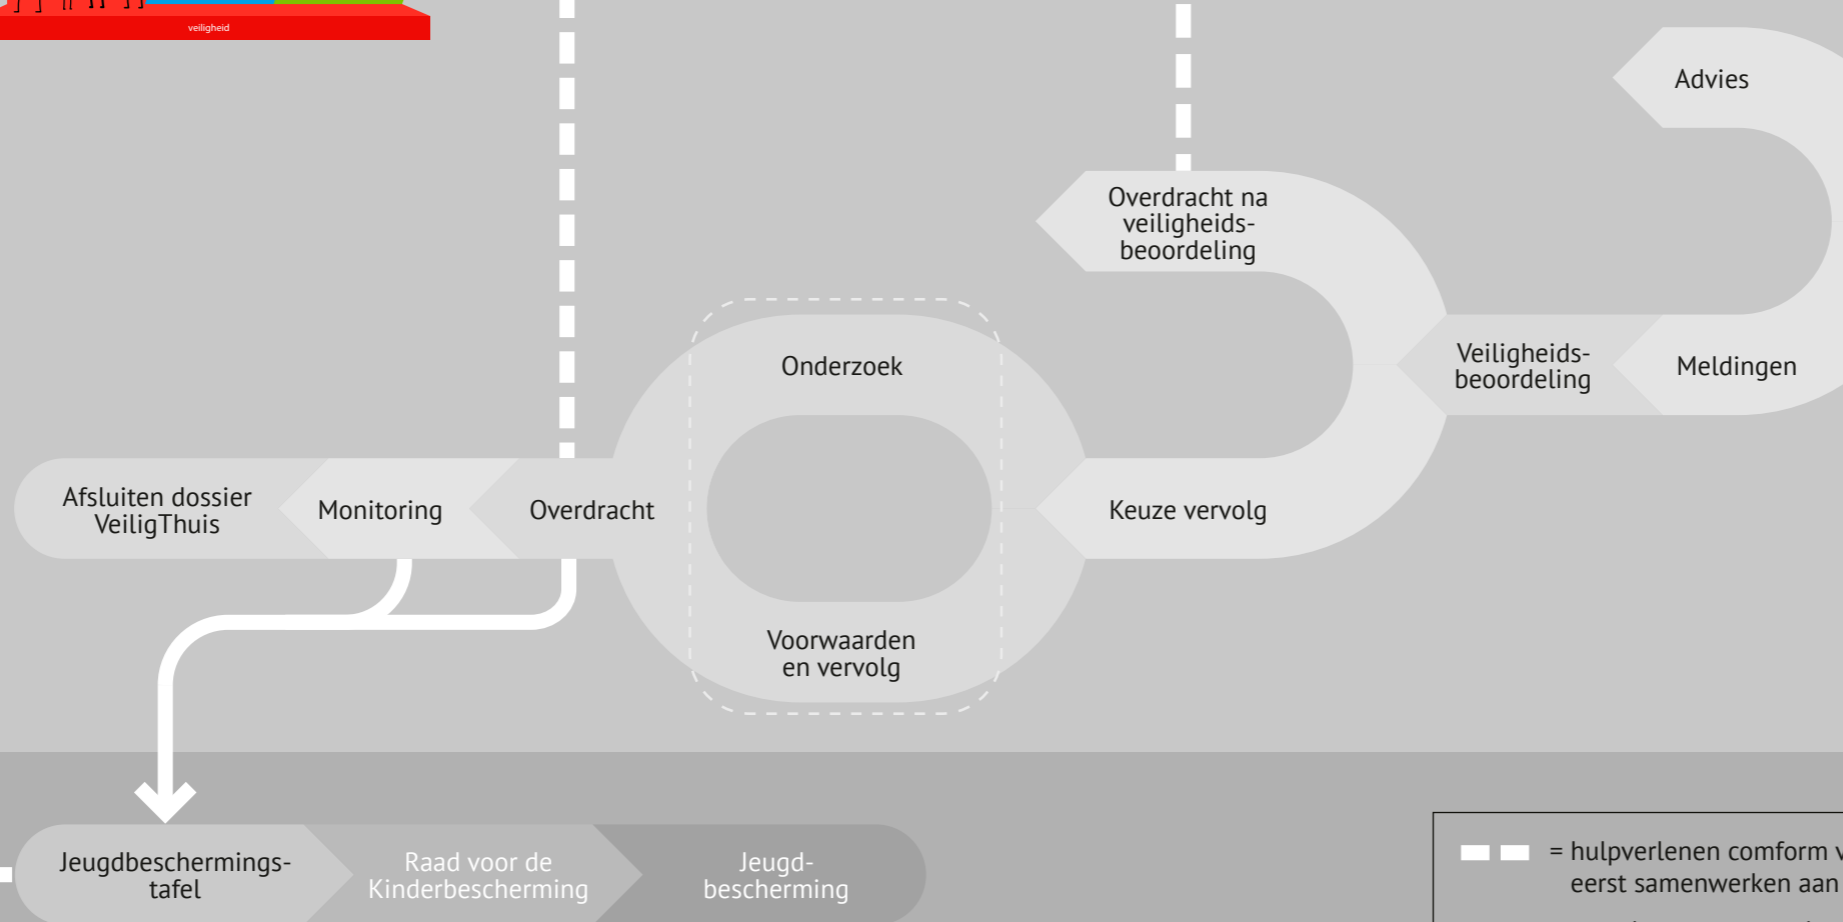 veiligheid
Advies
Overdracht na
veiligheids-
beoordeling
Veiligheids-
beoordeling
Meldingen
Onderzoek
Afsluiten dossier
VeiligThuis
Monitoring
Overdracht
Keuze vervolg
Voorwaarden
en vervolg
Jeugdbeschermings-
tafel
Raad voor de
Kinderbescherming
Jeugd-
bescherming
= hulpverlenen comform v
eerst samenwerken aan